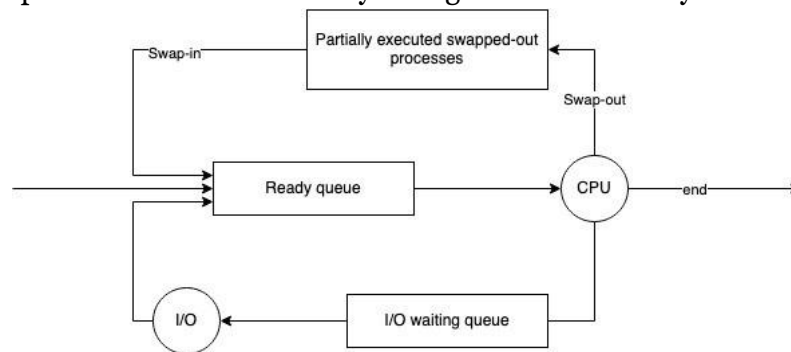 Partially executed swapped-out
processes
Swap-in
Swap-out
Ready queue
CPU
end
I/O
I/O waiting queue